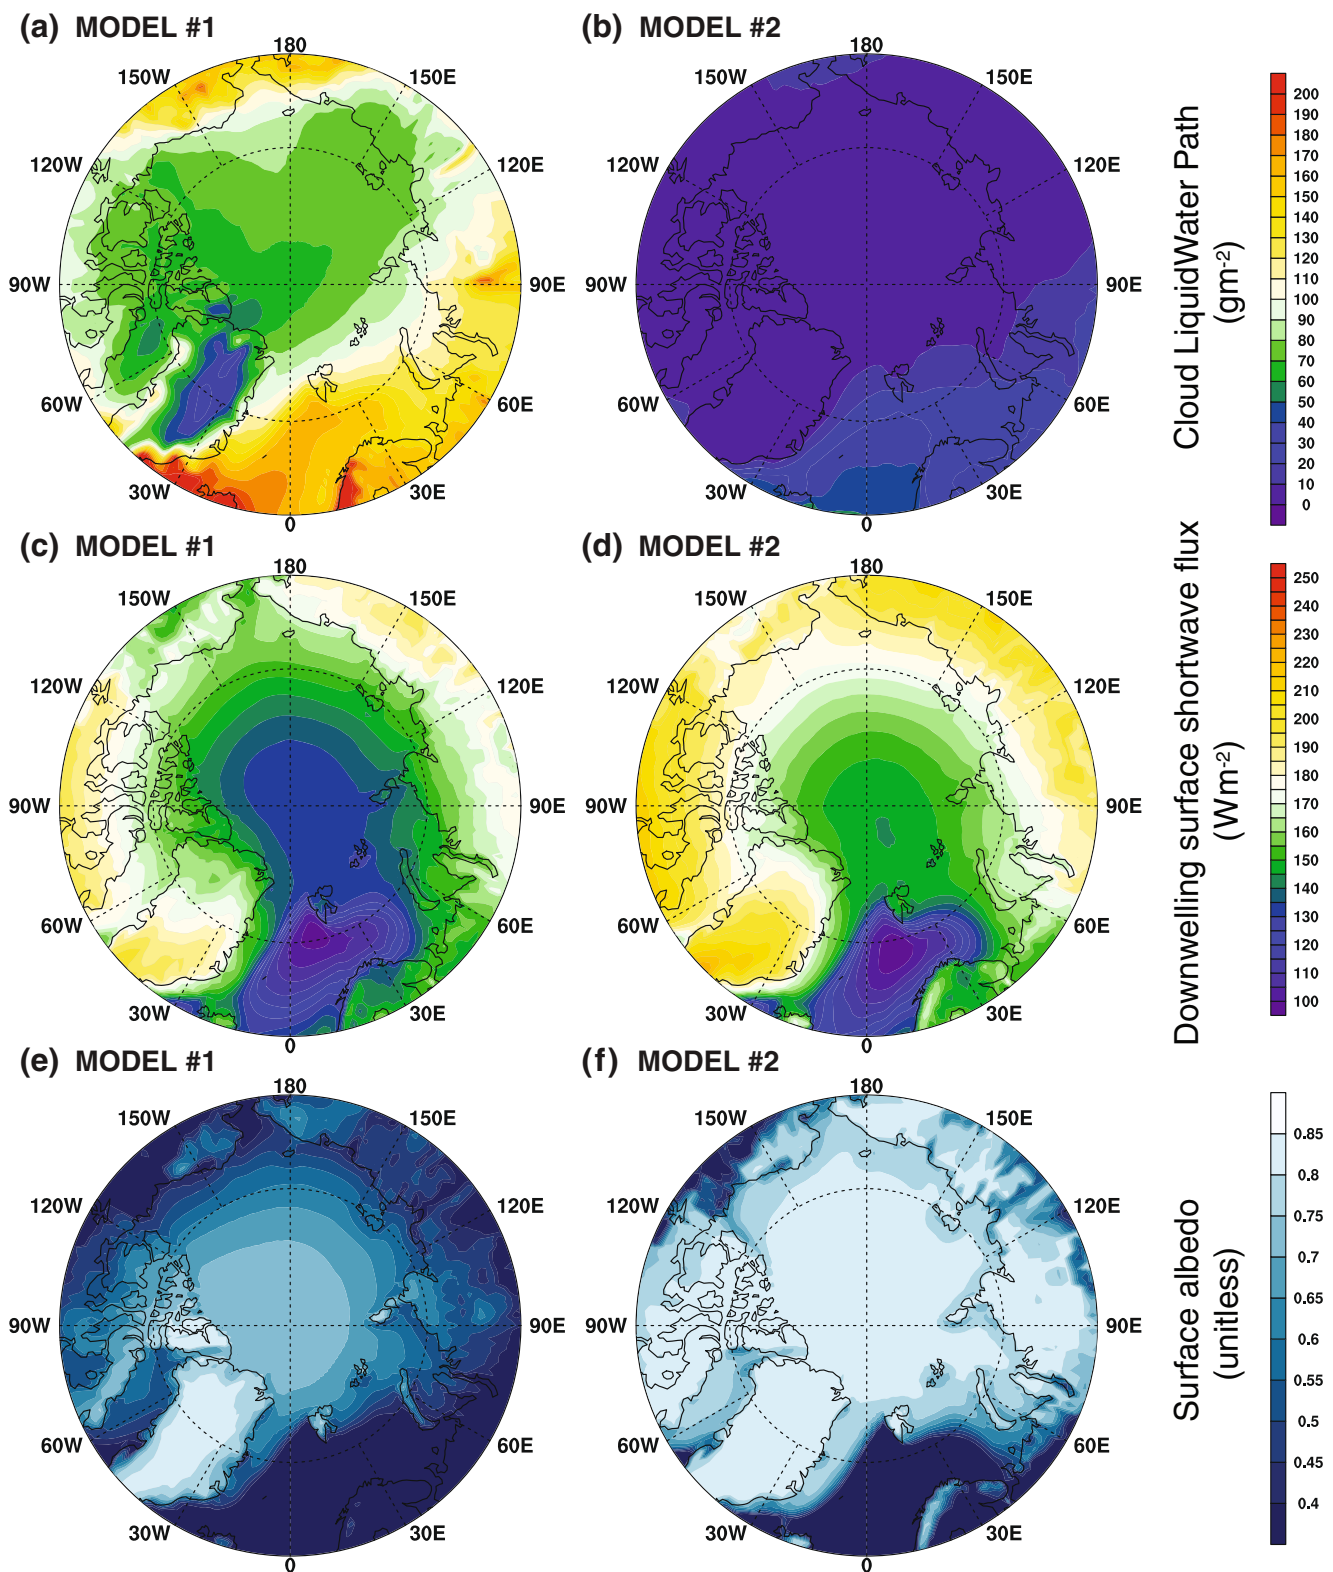 (a) MODEL #1
(b) MODEL #2
180
150W
150E
120W
120E
90W
90E
60W
60E
30W
30E
0
180
150W
150E
120W
120E
90W
90E
60W
60E
30W
30E
0
200
190
180
170
160
150
140
130
120
110
100
90
80
70
60
50
40
30
20
10
0
Cloud LiquidWater Path
(gm-2)
(c) MODEL #1
(d) MODEL #2
180
150W
150E
120W
120E
90W
90E
60W
60E
30W
30E
0
180
150W
150E
120W
120E
90W
90E
60W
60E
30W
30E
0
250
240
230
220
210
200
190
180
170
160
150
140
130
120
110
100
Downwelling surface shortwave flux
(Wm-2)
(e) MODEL #1
(f) MODEL #2
180
150W
150E
120W
120E
90W
90E
60W
60E
30W
30E
0
180
150W
150E
120W
120E
90W
90E
60W
60E
30W
30E
0
0.85
0.8
0.75
0.7
0.65
0.6
0.55
0.5
0.45
0.4
Surface albedo
(unitless)